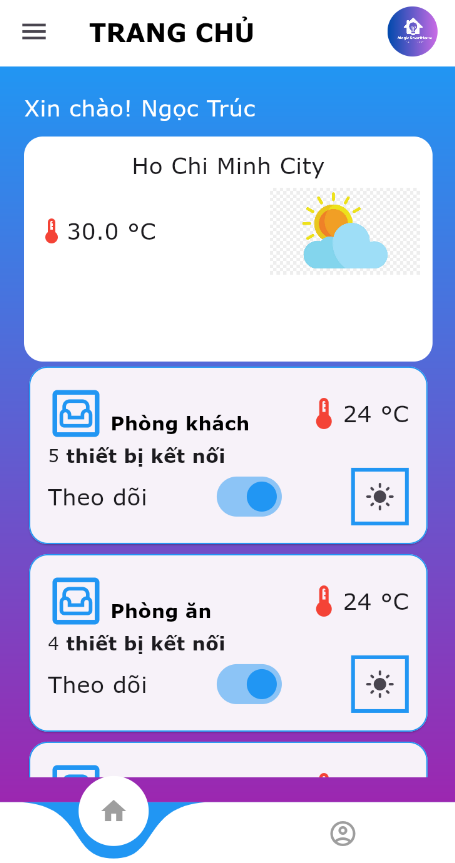 TRANG CHỦ
Xin chào! Ngọc Trúc
Ho Chi Minh City
30.0 °C
Phòng khách
24 °C
5 thiết bị kết nối
Theo dõi
Phòng ăn
24 °C
4 thiết bị kết nối
Theo dõi